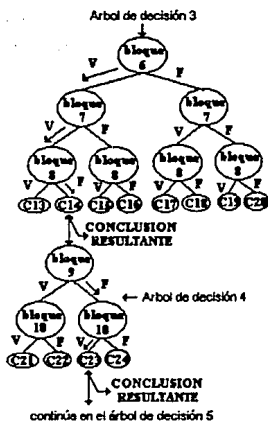 Arbol de decisión 3
bloque 6
V F
bloque 7 bloque 7
V F V F
bloque 8 bloque 8 bloque 8 bloque 8
V F V F V F V F
C13 C14 C15 C16 C17 C18 C19 C20
CONCLUSION
RESULTANTE
bloque 9
V F
Arbol de decisión 4
bloque 10 bloque 10
V F V F
C21 C22 C23 C24
CONCLUSION
RESULTANTE
continúa en el árbol de decisión 5